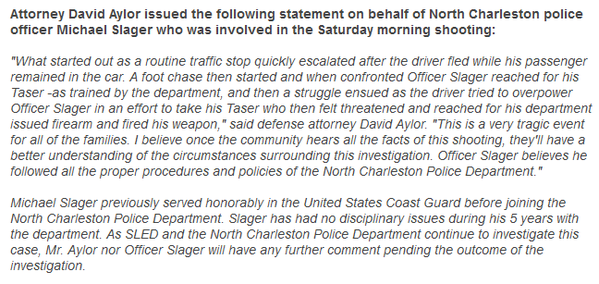 Attorney David Aylor issued the following statement on behalf of North Charleston police
officer Michael Slager who was involved in the Saturday morning shooting:
"What started out as a routine traffic stop quickly escalated after the driver fled while his passenger
remained in the car. A foot chase then started and when confronted Officer Slager reached for his
Taser -as trained by the department, and then a struggle ensued as the driver tried to overpower
Officer Slager in an effort to take his Taser who then felt threatened and reached for his department
issued firearm and fired his weapon," said defense attorney David Aylor. "This is a very tragic event
for all of the families. I believe once the community hears all the facts of this shooting, they'll have a
better understanding of the circumstances surrounding this investigation. Officer Slager believes he
followed all the proper procedures and policies of the North Charleston Police Department."
Michael Slager previously served honorably in the United States Coast Guard before joining the
North Charleston Police Department. Slager has had no disciplinary issues during his 5 years with
the department. As SLED and the North Charleston Police Department continue to investigate this
case, Mr. Aylor nor Officer Slager will have any further comment pending the outcome of the
investigation.